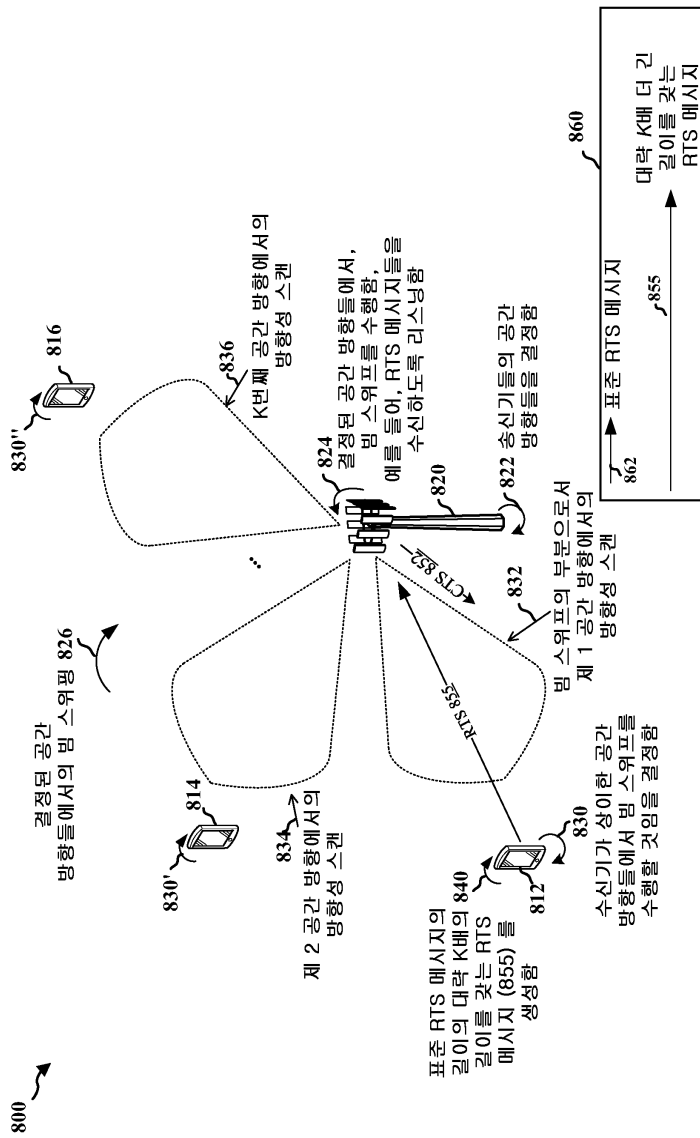 800
결정된 공간
방향들에서의 빔 스위핑 826
830'
814
834
제 2 공간 방향에서의
방향성 스캔
830"
816
836
K번째 공간 방향에서의
방향성 스캔
824
결정된 공간 방향들에서,
빔 스위프를 수행함,
예를 들어, RTS 메시지들을
수신하도록 리스닝함
820
822
송신기들의 공간
방향들을 결정함
CTS 852
RTS 855
832
빔 스위프의 부분으로서
제 1 공간 방향에서의
방향성 스캔
표준 RTS 메시지의
길이의 대략 K배의
길이를 갖는 RTS
메시지 (855) 를
생성함
840
812
830
수신기가 상이한 공간
방향들에서 빔 스위프를
수행할 것임을 결정함
860
862
표준 RTS 메시지
855
대략 K배 더 긴
길이를 갖는
RTS 메시지